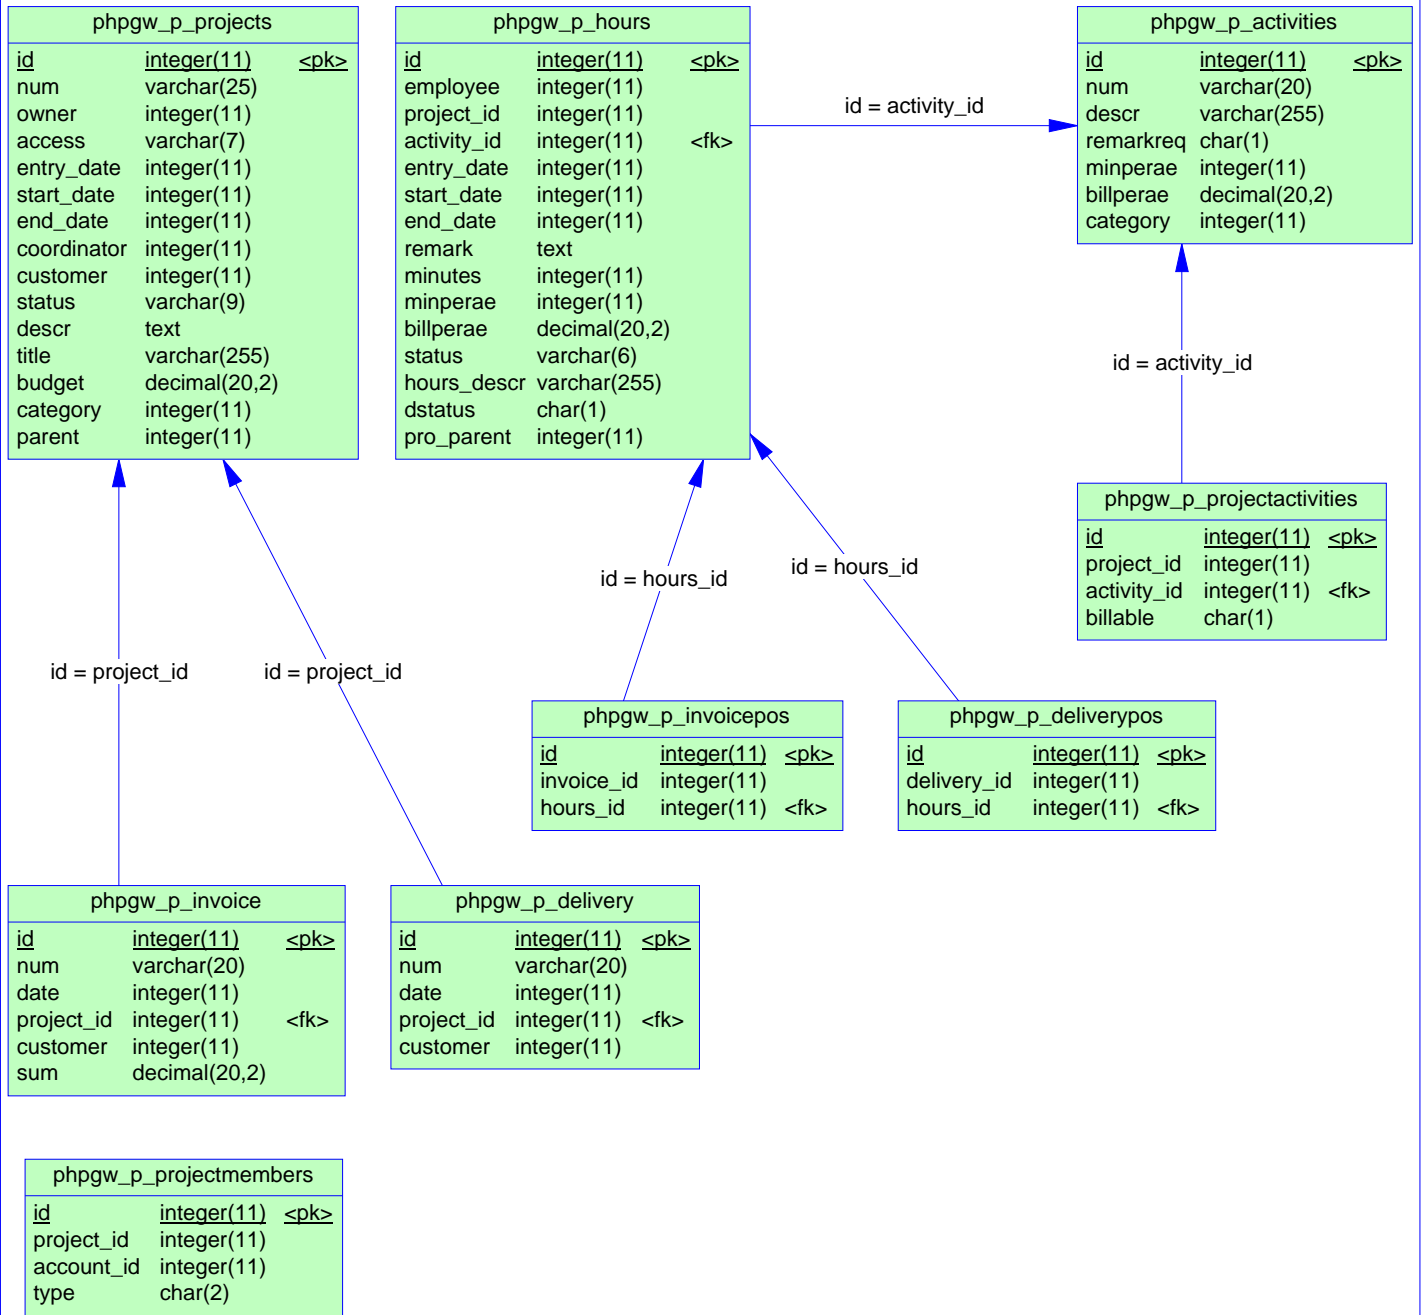 phpgw_p_projects
id integer(11) <pk>
num varchar(25)
owner integer(11)
access varchar(7)
entry_date integer(11)
start_date integer(11)
end_date integer(11)
coordinator integer(11)
customer integer(11)
status varchar(9)
descr text
title varchar(255)
budget decimal(20,2)
category integer(11)
parent integer(11)
phpgw_p_hours
id integer(11) <pk>
employee integer(11)
project_id integer(11)
activity_id integer(11) <fk>
entry_date integer(11)
start_date integer(11)
end_date integer(11)
remark text
minutes integer(11)
minperae integer(11)
billperae decimal(20,2)
status varchar(6)
hours_descr varchar(255)
dstatus char(1)
pro_parent integer(11)
id = activity_id
phpgw_p_activities
id integer(11) <pk>
num varchar(20)
descr varchar(255)
remarkreq char(1)
minperae integer(11)
billperae decimal(20,2)
category integer(11)
id = activity_id
phpgw_p_projectactivities
id integer(11) <pk>
project_id integer(11)
activity_id integer(11) <fk>
billable char(1)
id = project_id
id = project_id
id = hours_id
id = hours_id
phpgw_p_invoicepos
id integer(11) <pk>
invoice_id integer(11)
hours_id integer(11) <fk>
phpgw_p_deliverypos
id integer(11) <pk>
delivery_id integer(11)
hours_id integer(11) <fk>
phpgw_p_invoice
id integer(11) <pk>
num varchar(20)
date integer(11)
project_id integer(11) <fk>
customer integer(11)
sum decimal(20,2)
phpgw_p_delivery
id integer(11) <pk>
num varchar(20)
date integer(11)
project_id integer(11) <fk>
customer integer(11)
phpgw_p_projectmembers
id integer(11) <pk>
project_id integer(11)
account_id integer(11)
type char(2)